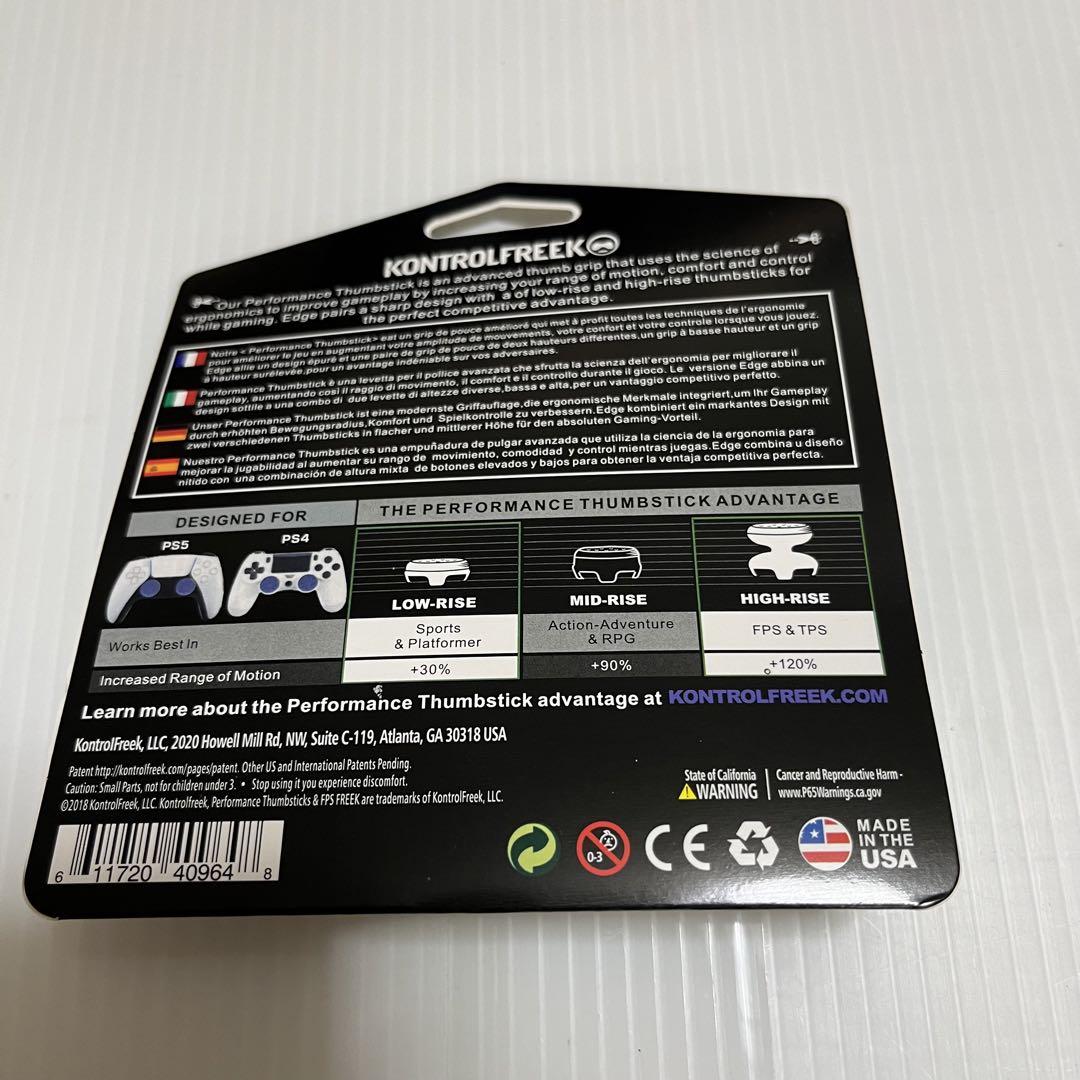 KONTROLFREEK
Our Performance Thumbstick is an advanced thumb grip that uses the science of
ergonomics to improve gameplay by increasing your range of motion, comfort and control
while gaming. Edge pairs a sharp design with a of low-rise and high-rise thumbsticks for
the perfect competitive advantage.
Notre < Performance Thumbstick> est un grip de pouce amélioré qui met à profit toutes les techniques de l'ergonomie
pour améliorer le jeu en augmentant votre amplitude de mouvements, votre confort et votre controle lorsque vous jouez.
Edge allie un design épuré et une paire de grip de pouce de deux hauteurs différentes,un grip à basse hauteur et un grip
à hauteur surélevée,pour un avantage indéniable sur vos adversaires.
Performance Thumbstick è una levetta per il pollice avanzata che sfrutta la scienza dell'ergonomia per migliorare il
gameplay, aumentando così il raggio di movimento, il comfort e il controllo durante il gioco. Le versione Edge abbina un
design sottile a una combo di due levette di altezze diverse,bassa e alta,per un vantaggio competitivo perfetto.
Unser Performance Thumbstick ist eine modernste Griffauflage,die ergonomische Merkmale integriert,um Ihr Gameplay
durch erhöhten Bewegungsradius,Komfort und Spielkontrolle zu verbessern.Edge kombiniert ein markantes Design mit
zwei verschiedenen Thumbsticks in flacher und mittlerer Höhe für den absoluten Gaming-Vorteil.
Nuestro Performance Thumbstick es una empuñadura de pulgar avanzada que utiliza la ciencia de la ergonomía para
mejorar la jugabilidad al aumentar su rango de movimiento, comodidad y control mientras juegas.Edge combina u diseño
nítido con una combinación de altura mixta de botones elevados y bajos para obtener la ventaja competitiva perfecta.
DESIGNED FOR
THE PERFORMANCE THUMBSTICK ADVANTAGE
PS5
PS4
LOW-RISE
MID-RISE
HIGH-RISE
Works Best In
Sports
& Platformer
Action-Adventure
& RPG
FPS & TPS
Increased Range of Motion
+30%
+90%
+120%
Learn more about the Performance Thumbstick advantage at KONTROLFREEK.COM
KontrolFreek, LLC, 2020 Howell Mill Rd, NW, Suite C-119, Atlanta, GA 30318 USA
Patent http://kontrolfreek.com/pages/patent. Other US and International Patents Pending.
Caution: Small Parts, not for children under 3. • Stop using it you experience discomfort.
©2018 KontrolFreek, LLC. Kontrolfreek, Performance Thumbsticks & FPS FREEK are trademarks of KontrolFreek, LLC.
State of California
WARNING
Cancer and Reproductive Harm -
www.P65Warnings.ca.gov
6 11720 40964 8
0-3
CE
MADE
IN THE
USA